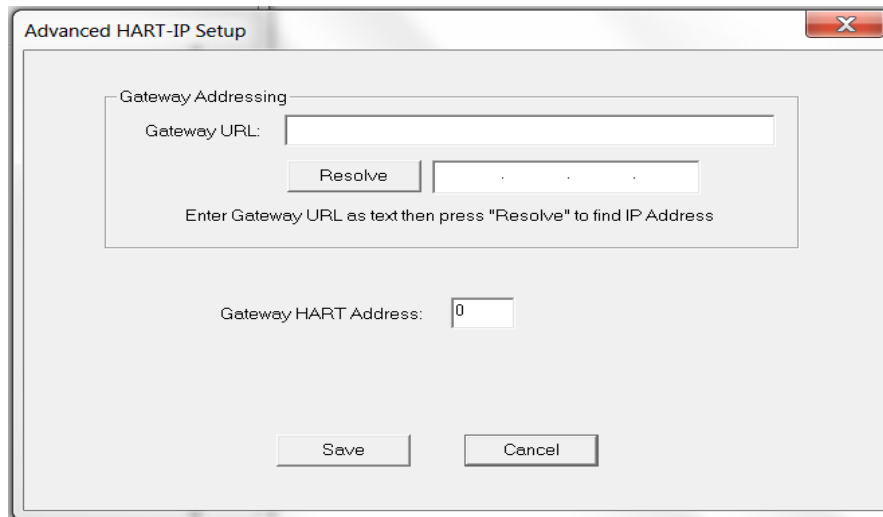 Advanced HART-IP Setup
Gateway Addressing
Gateway URL:
Resolve . . .
Enter Gateway URL as text then press "Resolve" to find IP Address
Gateway HART Address: 0
Save Cancel